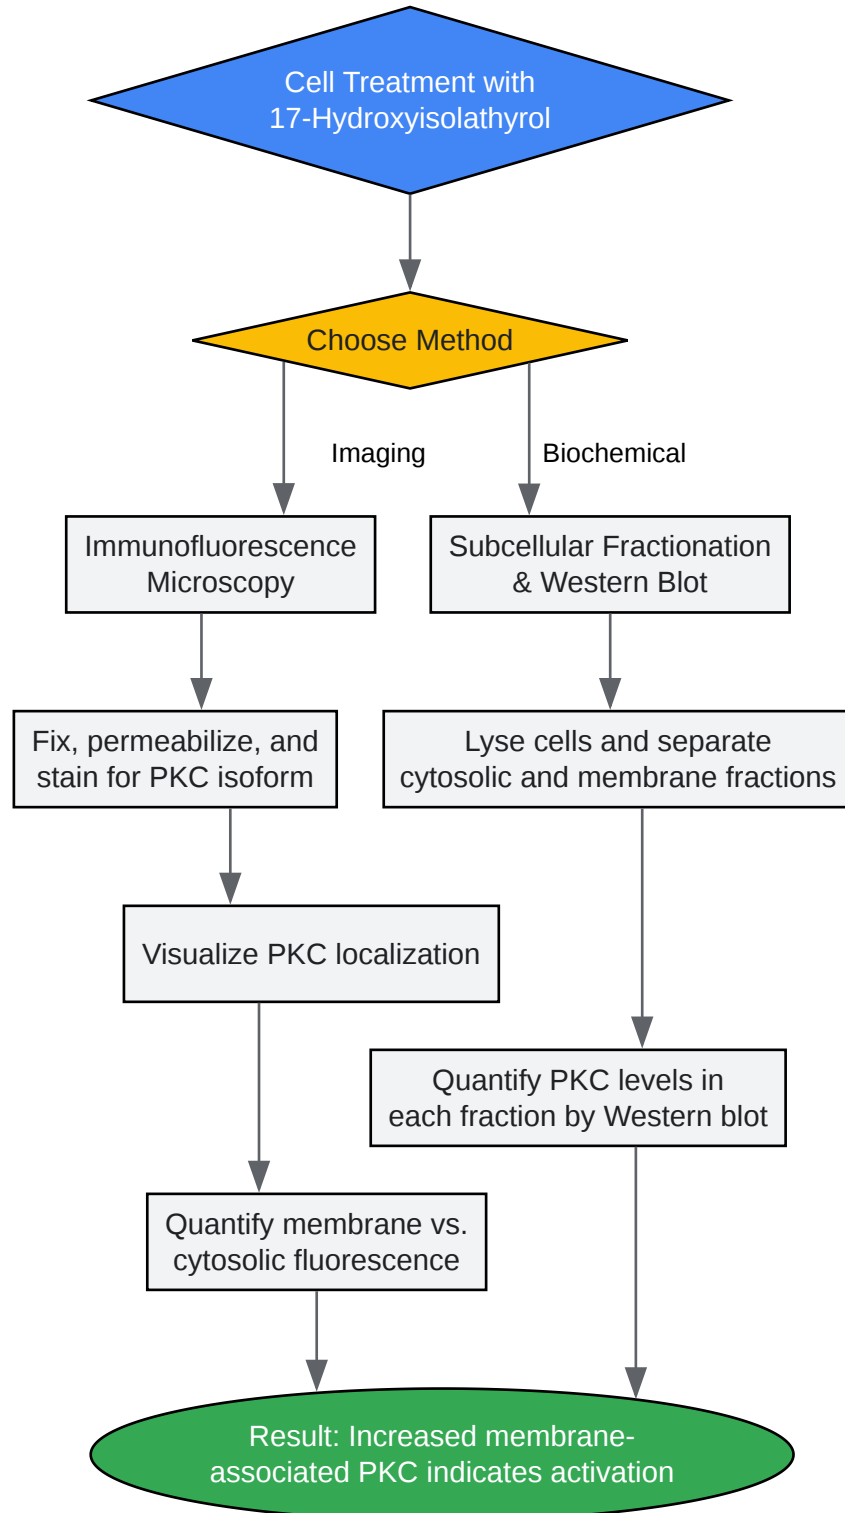 Cell Treatment with
17-Hydroxyisolathyrol
Choose Method
Imaging
Biochemical
Immunofluorescence
Microscopy
Subcellular Fractionation
& Western Blot
Fix, permeabilize, and
stain for PKC isoform
Lyse cells and separate
cytosolic and membrane fractions
Visualize PKC localization
Quantify PKC levels in
each fraction by Western blot
Quantify membrane vs.
cytosolic fluorescence
Result: Increased membrane-
associated PKC indicates activation